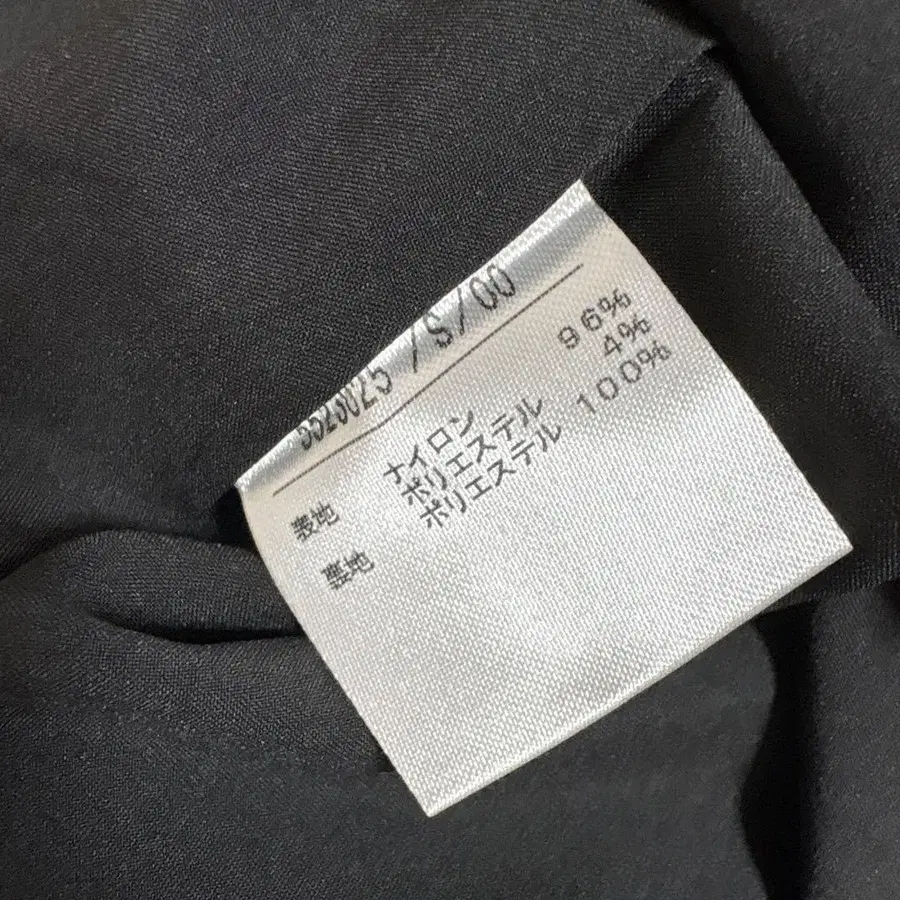 5523025 /S/00
表地 ナイロン 96%
ポリエステル 4%
裏地 ポリエステル 100%